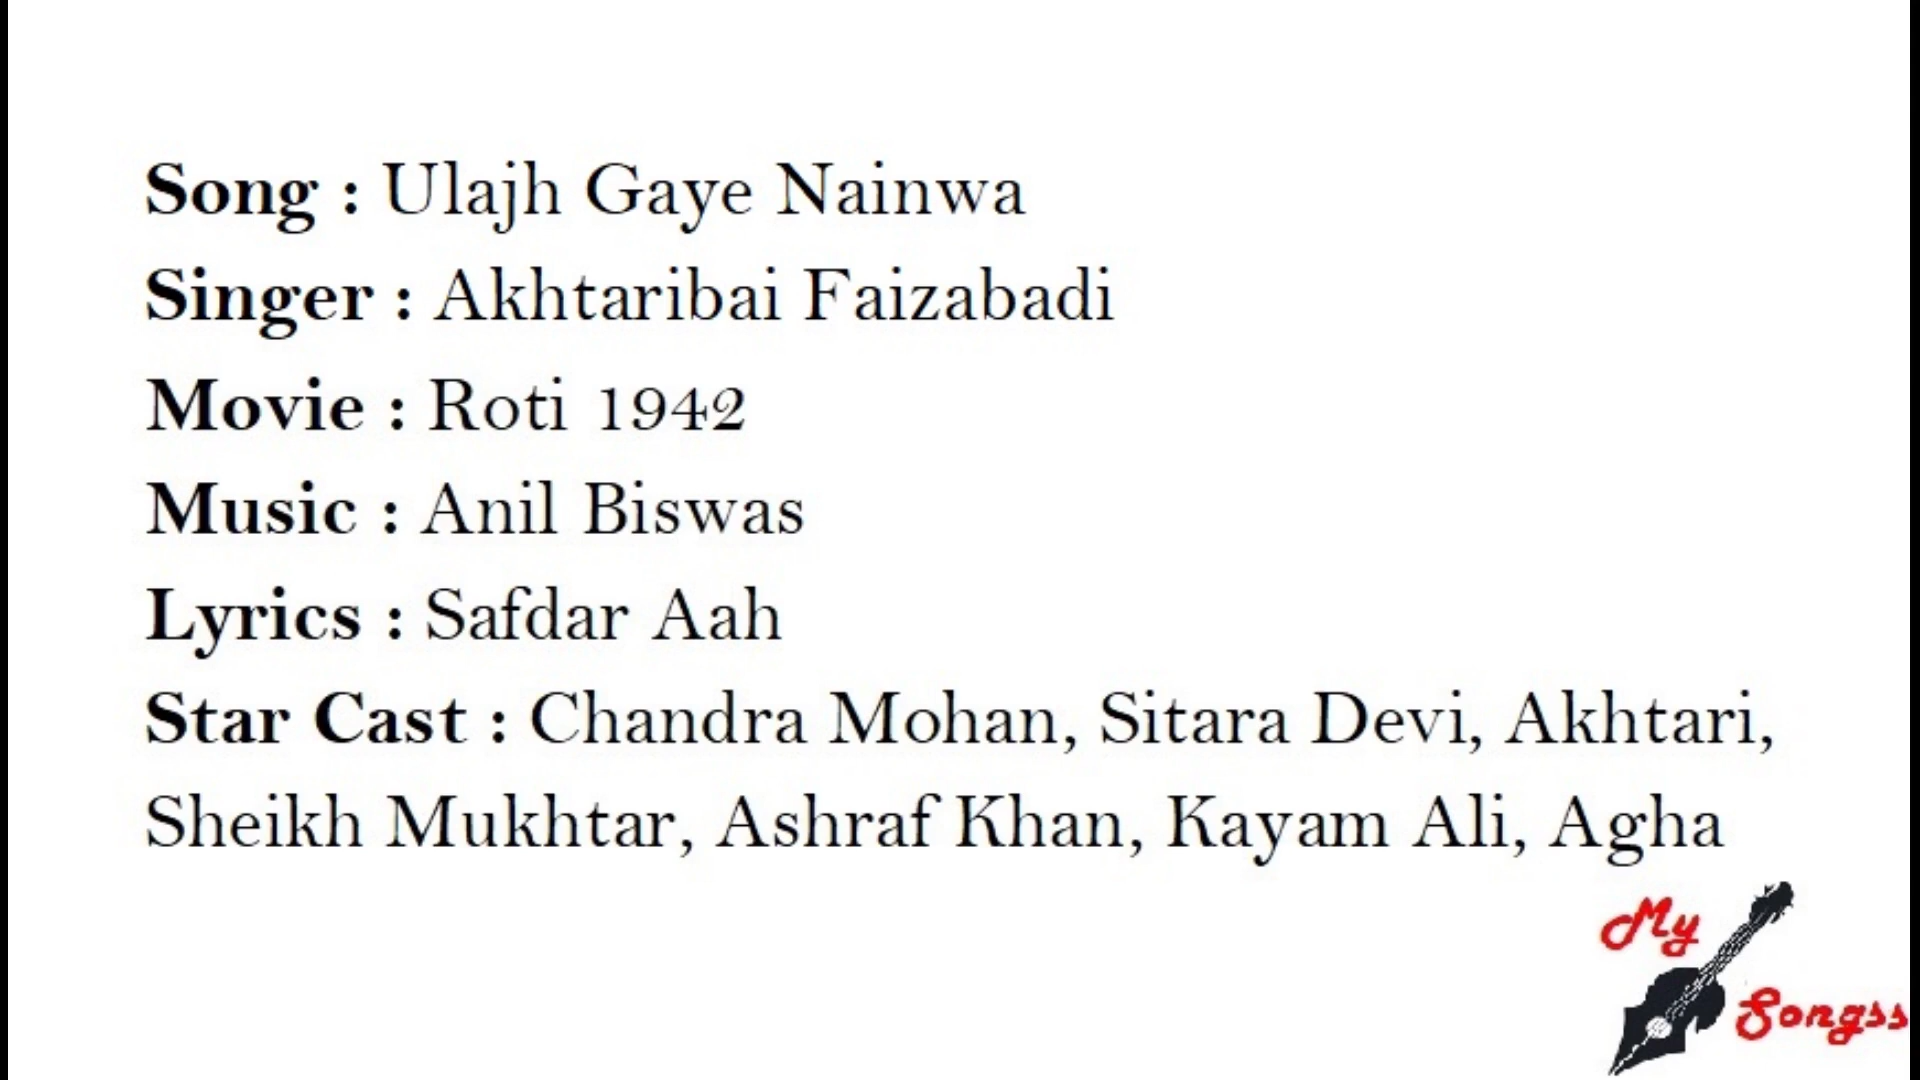 Song : Ulajh Gaye Nainwa
Singer : Akhtaribai Faizabadi
Movie : Roti 1942
Music : Anil Biswas
Lyrics : Safdar Aah
Star Cast : Chandra Mohan, Sitara Devi, Akhtari,
Sheikh Mukhtar, Ashraf Khan, Kayam Ali, Agha
My
Songss